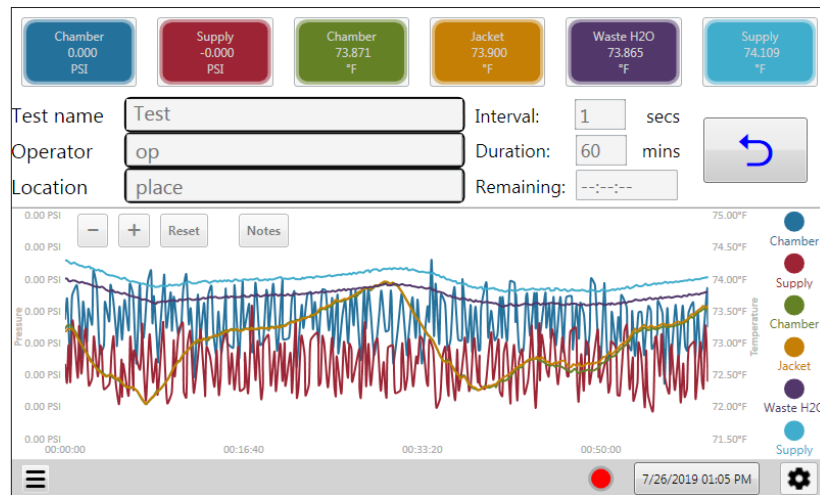 Chamber
0.000
PSI
Supply
-0.000
PSI
Chamber
73.871
°F
Jacket
73.900
°F
Waste H2O
73.865
°F
Supply
74.109
°F
Test name Test
Operator op
Location place
Interval: 1 secs
Duration: 60 mins
Remaining: --:--:--
− + Reset Notes
Pressure
0.00 PSI
0.00 PSI
0.00 PSI
0.00 PSI
0.00 PSI
0.00 PSI
0.00 PSI
0.00 PSI
00:00:00 00:16:40 00:33:20 00:50:00
75.00°F
74.50°F
74.00°F
73.50°F
73.00°F
72.50°F
72.00°F
71.50°F
Temperature
Chamber
Supply
Chamber
Jacket
Waste H2O
Supply
7/26/2019 01:05 PM